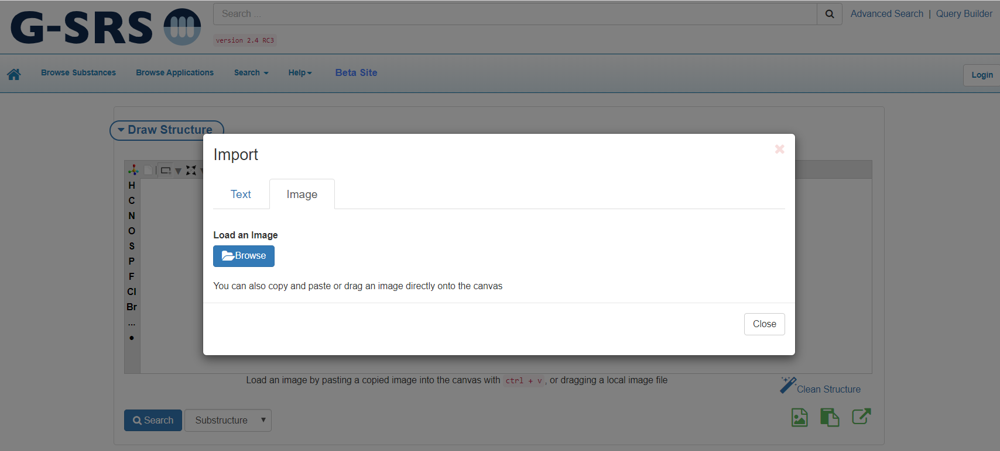 G-SRS
Search ...
Advanced Search | Query Builder
version 2.4 RC3
Browse Substances
Browse Applications
Search
Help
Beta Site
Login
Draw Structure
Import
Text
Image
H
C
N
O
S
P
F
Cl
Br
...
Load an Image
Browse
You can also copy and paste or drag an image directly onto the canvas
Close
Load an image by pasting a copied image into the canvas with ctrl + v, or dragging a local image file
Clean Structure
Search
Substructure